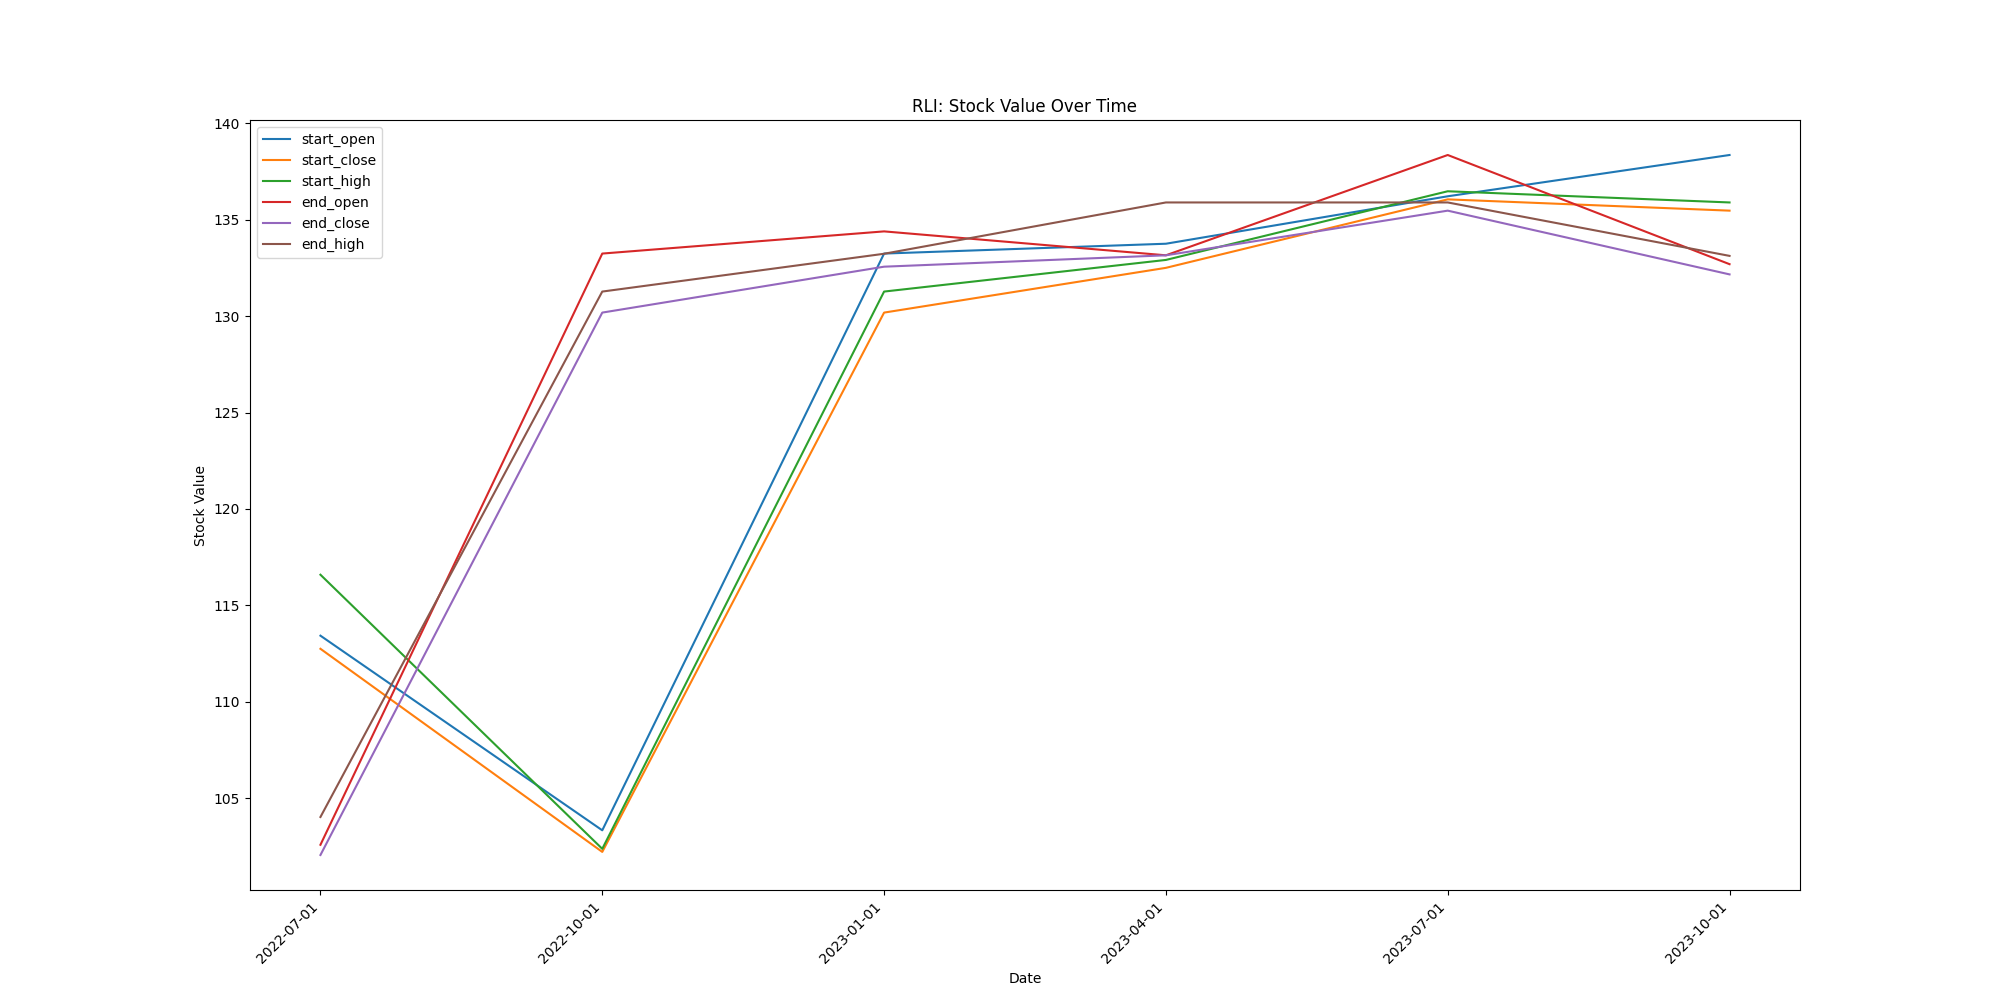 RLI: Stock Value Over Time
140
135
130
125
120
115
110
105
Stock Value
start_open
start_close
start_high
end_open
end_close
end_high
2022-07-01
2022-10-01
2023-01-01
2023-04-01
2023-07-01
2023-10-01
Date